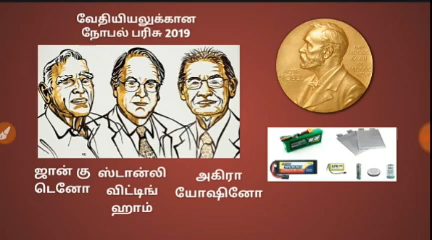 வேதியியலுக்கான
நோபல் பரிசு 2019
ஜான் கு
டெனோ
ஸ்டான்லி
விட்டிங்
ஹாம்
அகிரா
யோஷினோ